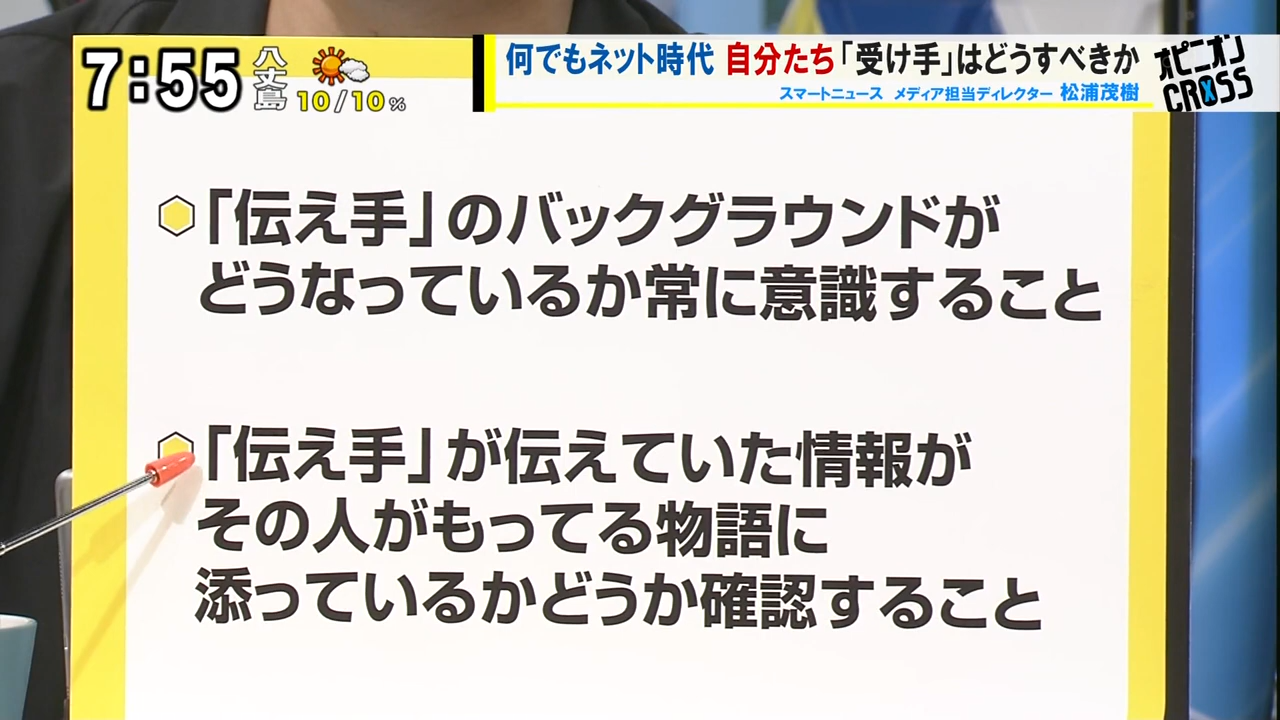 7:55
八丈島
10/10%
何でもネット時代 自分たち「受け手」はどうすべきか
スマートニュース メディア担当ディレクター 松浦茂樹
オピニオン
CROSS
「伝え手」のバックグラウンドが
どうなっているか常に意識すること
「伝え手」が伝えていた情報が
その人がもってる物語に
添っているかどうか確認すること